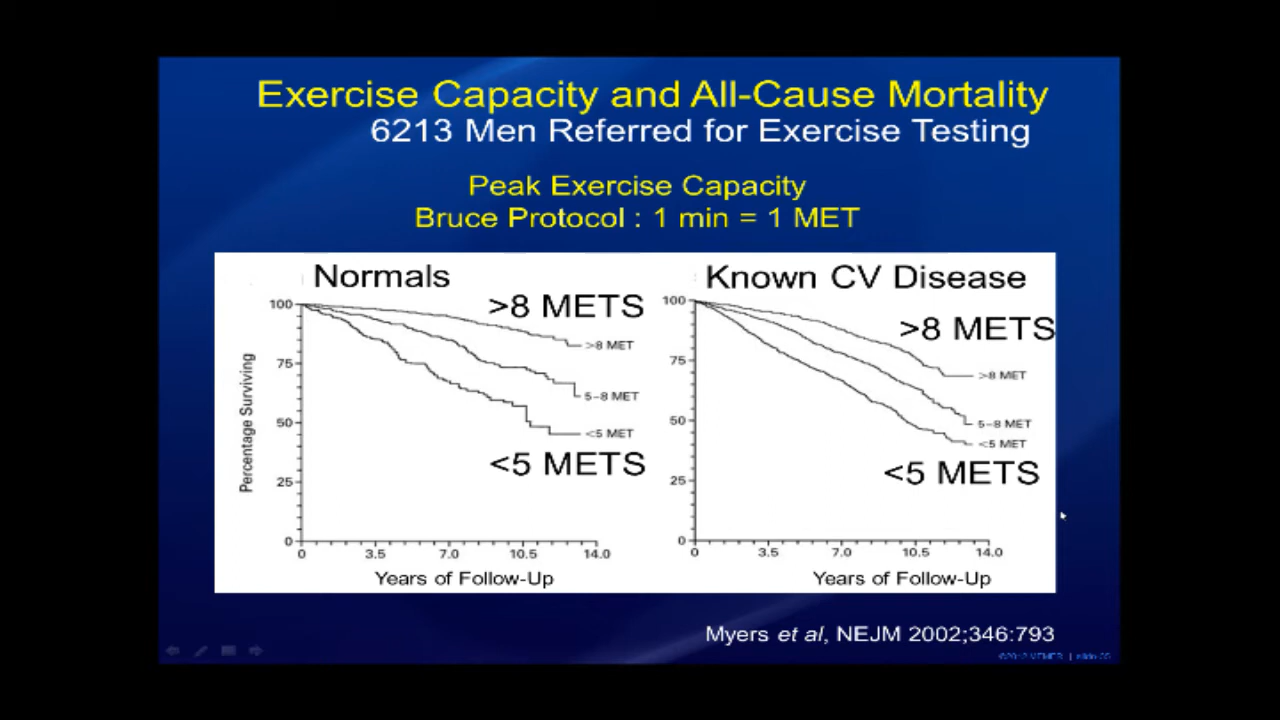 Exercise Capacity and All-Cause Mortality
6213 Men Referred for Exercise Testing
Peak Exercise Capacity
Bruce Protocol : 1 min = 1 MET
Normals
>8 METS
100
75
50
25
0
Percentage Surviving
>8 MET
5–8 MET
<5 MET
<5 METS
0 3.5 7.0 10.5 14.0
Years of Follow-Up
Known CV Disease
>8 METS
100
75
50
25
0
>8 MET
5–8 MET
<5 MET
<5 METS
0 3.5 7.0 10.5 14.0
Years of Follow-Up
Myers et al, NEJM 2002;346:793